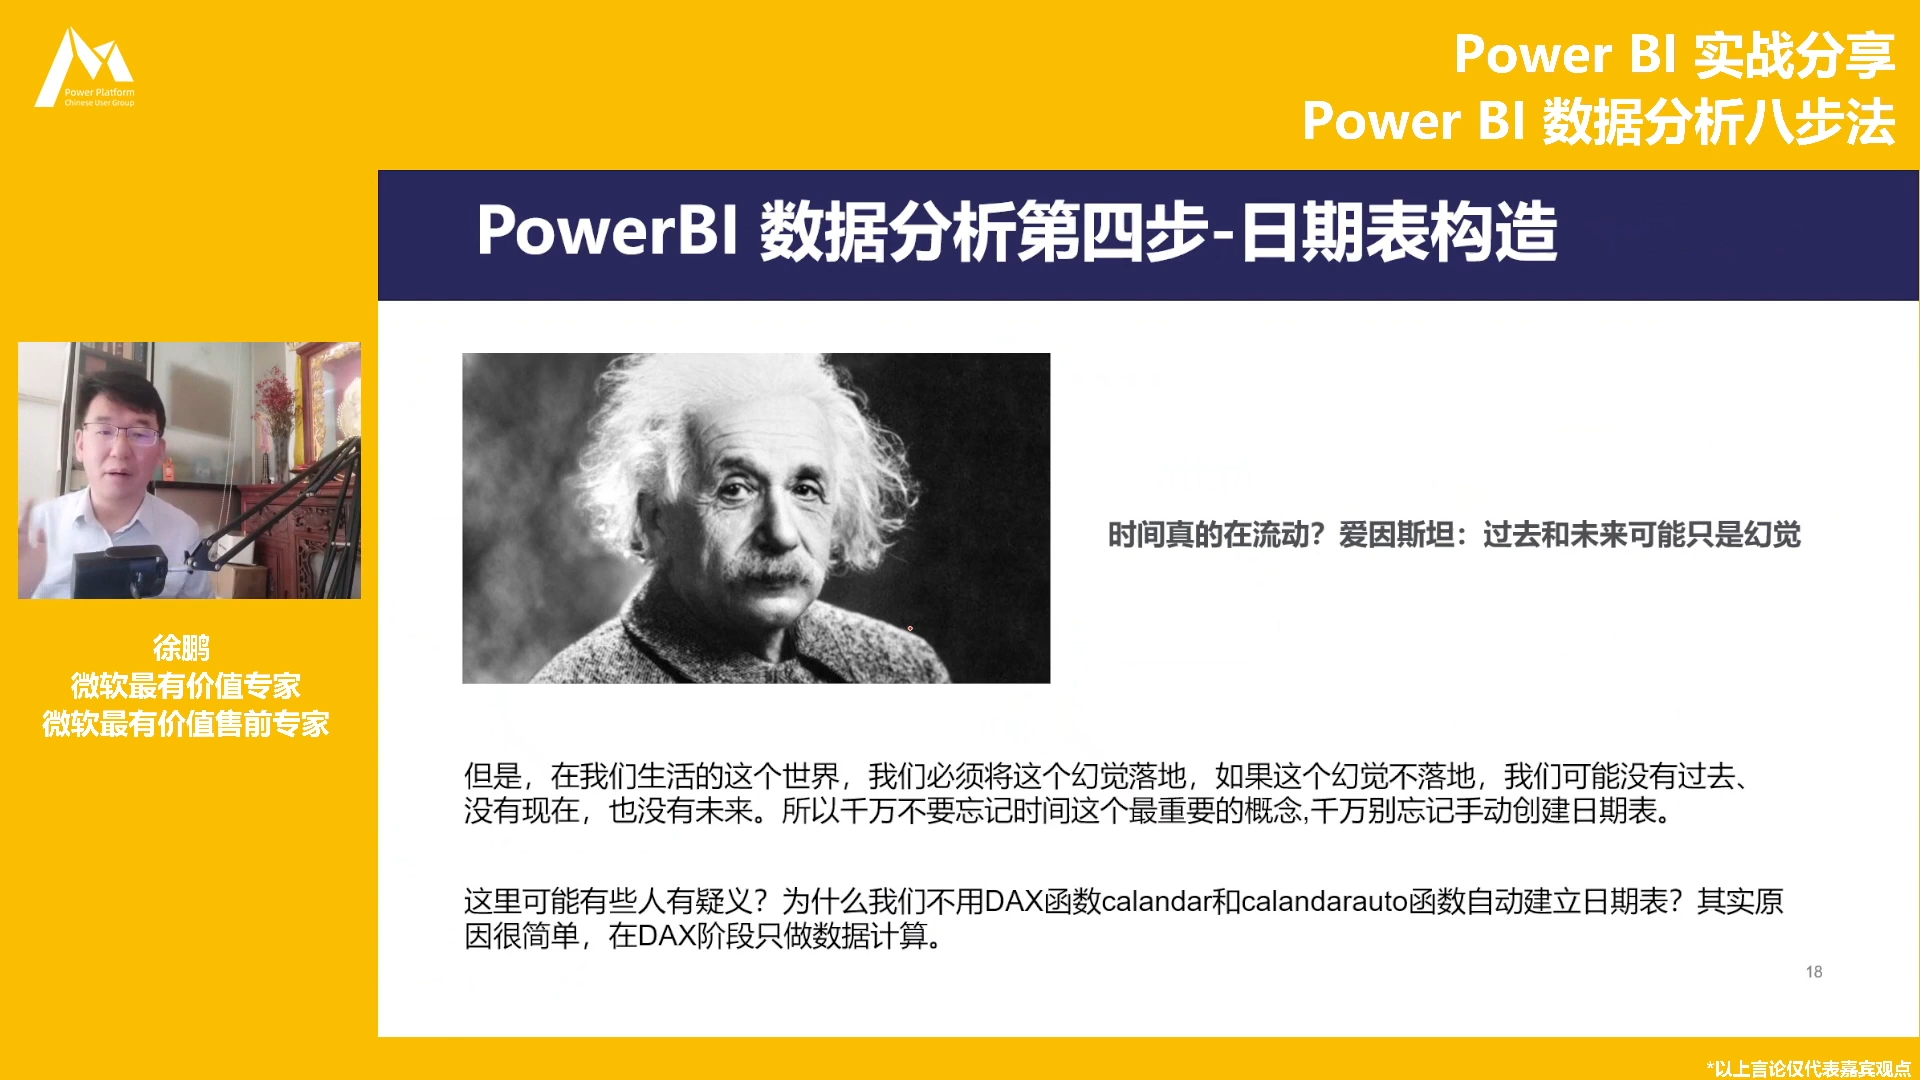 Power Platform
Chinese User Group
Power BI 实战分享
Power BI 数据分析八步法
PowerBI 数据分析第四步-日期表构造
时间真的在流动？爱因斯坦：过去和未来可能只是幻觉
徐鹏
微软最有价值专家
微软最有价值售前专家
但是，在我们生活的这个世界，我们必须将这个幻觉落地，如果这个幻觉不落地，我们可能没有过去、
没有现在，也没有未来。所以千万不要忘记时间这个最重要的概念,千万别忘记手动创建日期表。
这里可能有些人有疑义？为什么我们不用DAX函数calandar和calandarauto函数自动建立日期表？其实原
因很简单，在DAX阶段只做数据计算。
18
*以上言论仅代表嘉宾观点